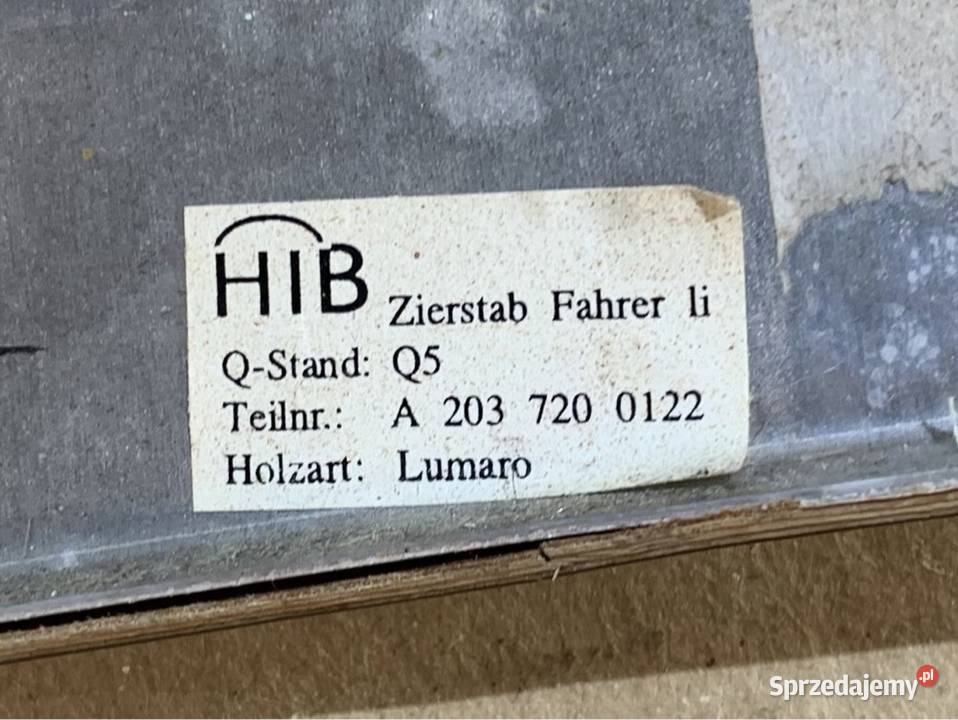 HIB Zierstab Fahrer li
Q-Stand: Q5
Teilnr.: A 203 720 0122
Holzart: Lumaro
Sprzedajemy.pl